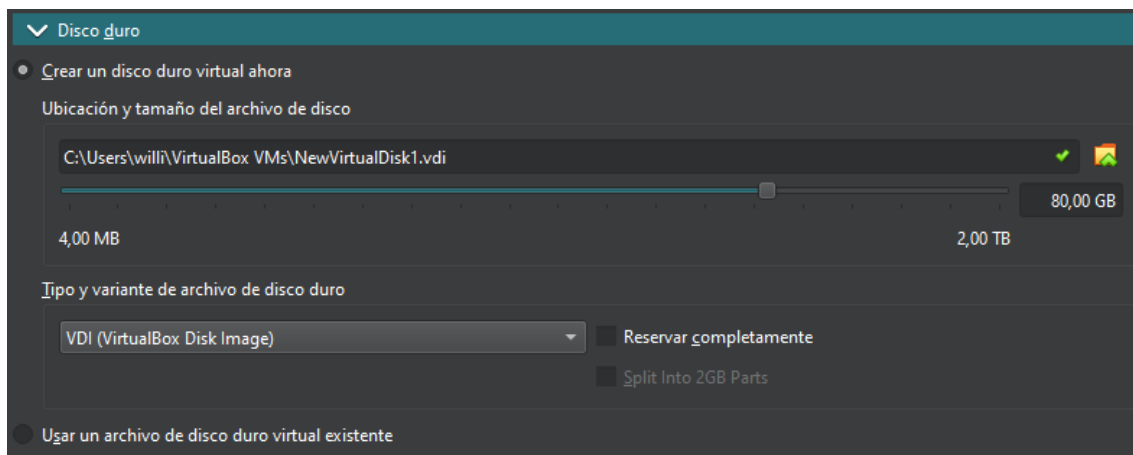 Disco duro
Crear un disco duro virtual ahora
Ubicación y tamaño del archivo de disco
C:\Users\willi\VirtualBox VMs\NewVirtualDisk1.vdi
80,00 GB
4,00 MB 2,00 TB
Tipo y variante de archivo de disco duro
VDI (VirtualBox Disk Image) Reservar completamente
Split Into 2GB Parts
Usar un archivo de disco duro virtual existente